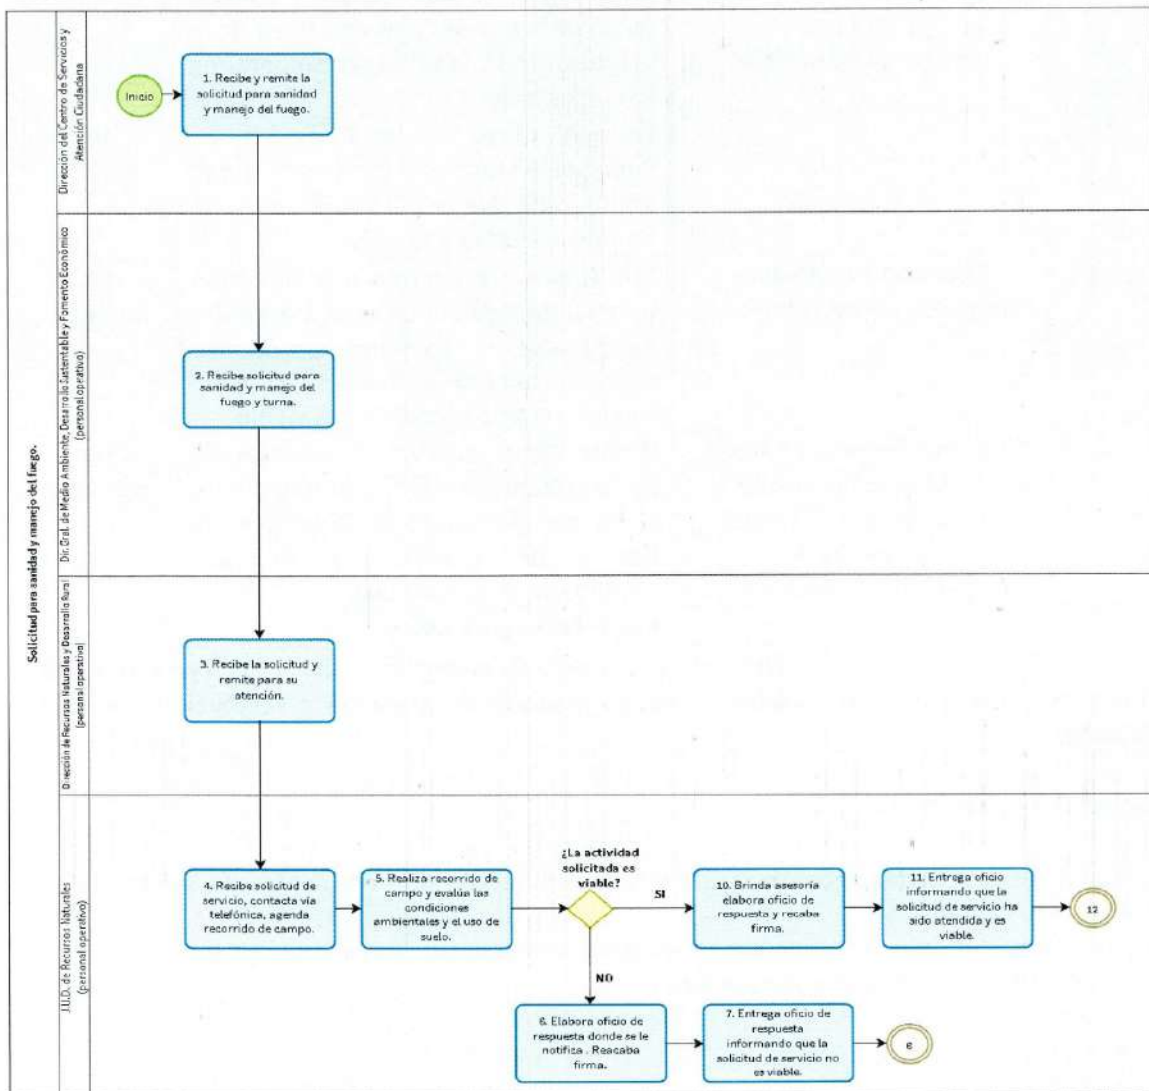 Solicitud para sanidad y manejo del fuego.
Dirección del Centro de Servicios y
Atención Ciudadana
Inicio
1. Recibe y remite la
solicitud para sanidad
y manejo del fuego.
Dir. Gral. de Medio Ambiente, Desarrollo Sustentable y Fomento Económico
(personal operativo)
2. Recibe solicitud para
sanidad y manejo del
fuego y turna.
Dirección de Recursos Naturales y Desarrollo Rural
(personal operativo)
3. Recibe la solicitud y
remite para su
atención.
J.U.D. de Recursos Naturales
(personal operativo)
4. Recibe solicitud de
servicio, contacta vía
telefónica, agenda
recorrido de campo.
5. Realiza recorrido de
campo y evalúa las
condiciones
ambientales y el uso de
suelo.
¿La actividad
solicitada es
viable?
SI
10. Brinda asesoría
elabora oficio de
respuesta y recaba
firma.
11. Entrega oficio
informando que la
solicitud de servicio ha
sido atendida y es
viable.
12
NO
6. Elabora oficio de
respuesta donde se le
notifica . Reacaba
firma.
7. Entrega oficio de
respuesta
informando que la
solicitud de servicio no
es viable.